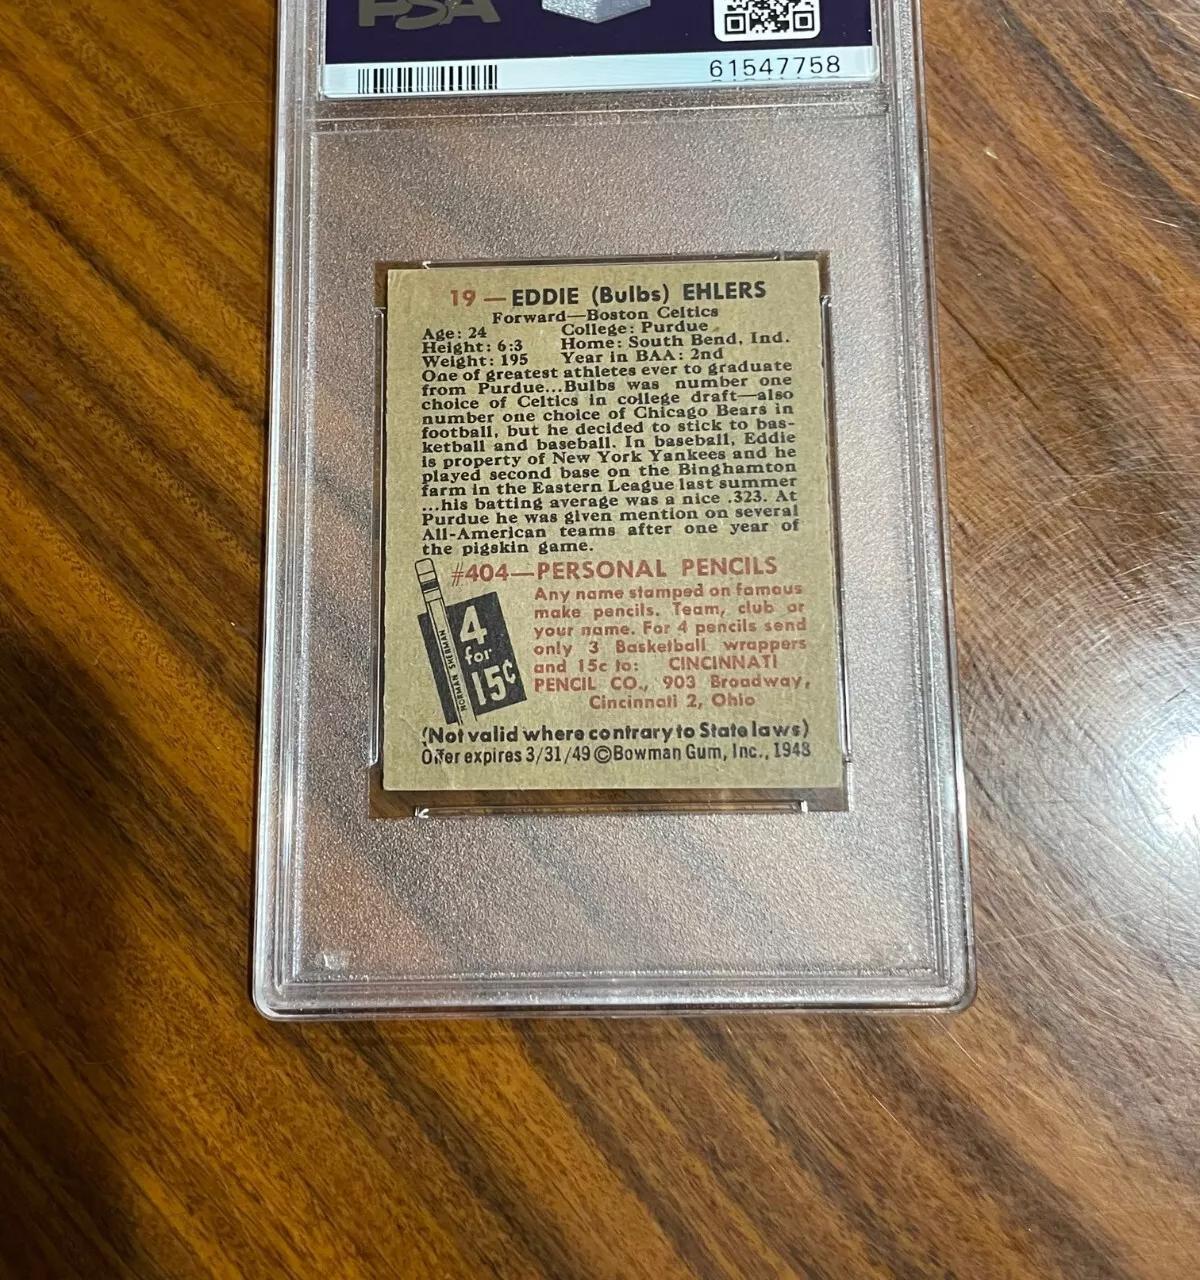 PSA
61547758
19—EDDIE (Bulbs) EHLERS
Forward—Boston Celtics
Age: 24 College: Purdue
Height: 6:3 Home: South Bend, Ind.
Weight: 195 Year in BAA: 2nd
One of greatest athletes ever to graduate
from Purdue...Bulbs was number one
choice of Celtics in college draft—also
number one choice of Chicago Bears in
football, but he decided to stick to bas-
ketball and baseball. In baseball, Eddie
is property of New York Yankees and he
played second base on the Binghamton
farm in the Eastern League last summer
...his batting average was a nice .323. At
Purdue he was given mention on several
All-American teams after one year of
the pigskin game.
#404—PERSONAL PENCILS
Any name stamped on famous
make pencils. Team, club or
your name. For 4 pencils send
only 3 Basketball wrappers
and 15c to: CINCINNATI
PENCIL CO., 903 Broadway,
Cincinnati 2, Ohio
NORMAN SHERMAN
4
for
15¢
(Not valid where contrary to State laws)
Offer expires 3/31/49 ©Bowman Gum, Inc., 1948